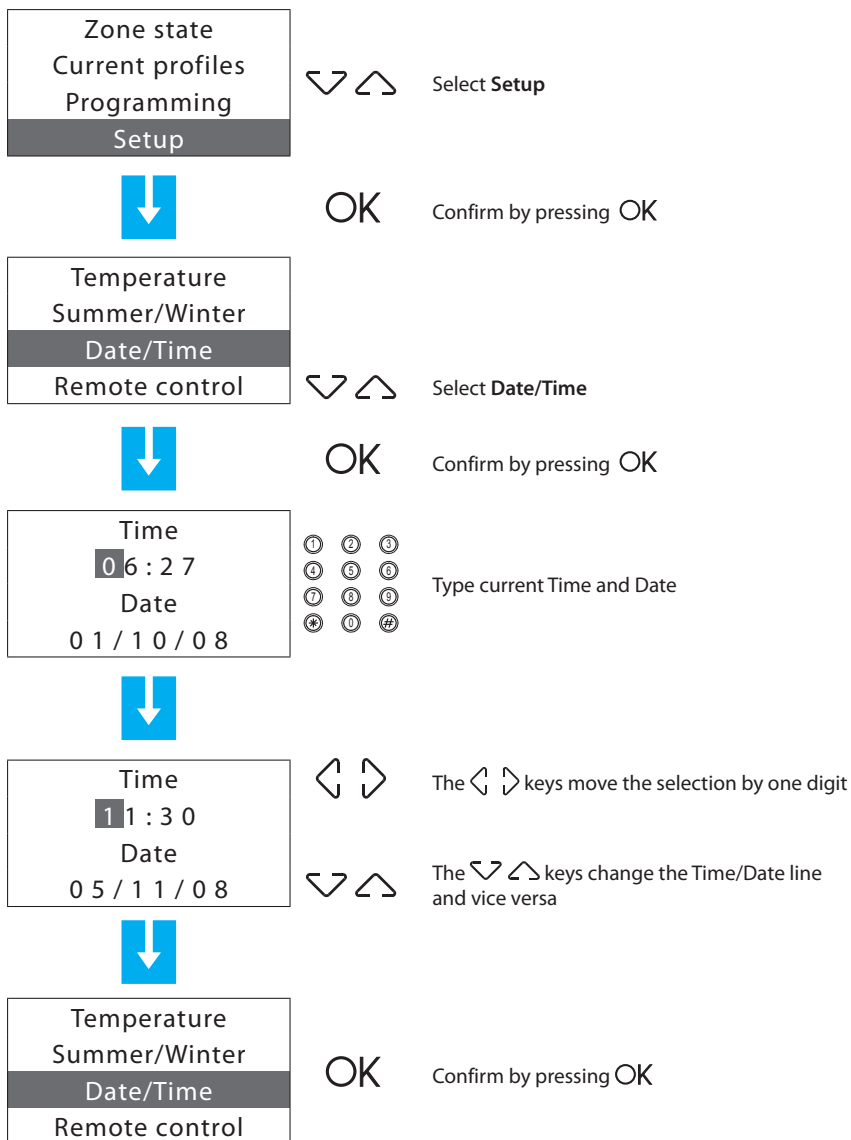 Zone state
Current profiles
Programming
Setup
Select Setup
OK
Confirm by pressing OK
Temperature
Summer/Winter
Date/Time
Remote control
Select Date/Time
OK
Confirm by pressing OK
Time
06:27
Date
01/10/08
1 2 3
4 5 6
7 8 9
* 0 #
Type current Time and Date
Time
11:30
Date
05/11/08
The keys move the selection by one digit
The keys change the Time/Date line
and vice versa
Temperature
Summer/Winter
Date/Time
Remote control
OK
Confirm by pressing OK